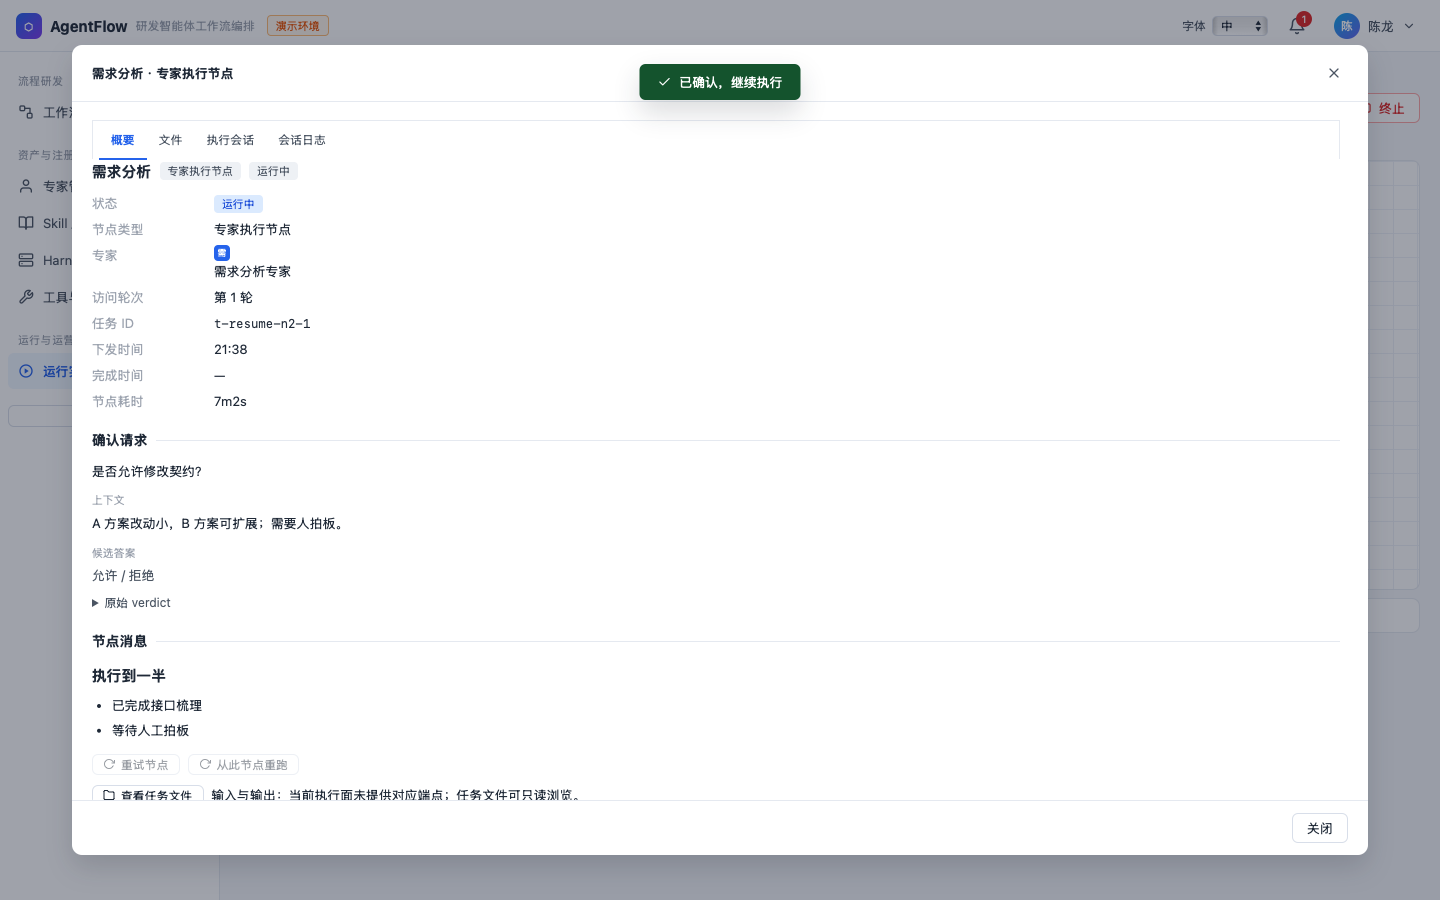 AgentFlow 研发智能体工作流编排 演示环境
字体 中 1 陈 陈龙
流程研发
工作
资产与注册
专家
Skill
Harn
工具
运行与运营
运行
终止
需求分析 · 专家执行节点
已确认，继续执行
概要 文件 执行会话 会话日志
需求分析 专家执行节点 运行中
状态 运行中
节点类型 专家执行节点
专家 需
需求分析专家
访问轮次 第 1 轮
任务 ID t-resume-n2-1
下发时间 21:38
完成时间 —
节点耗时 7m2s
确认请求
是否允许修改契约?
上下文
A 方案改动小，B 方案可扩展；需要人拍板。
候选答案
允许 / 拒绝
原始 verdict
节点消息
执行到一半
• 已完成接口梳理
• 等待人工拍板
重试节点 从此节点重跑
查看任务文件 输入与输出：当前执行面未提供对应端点；任务文件可只读浏览。
关闭